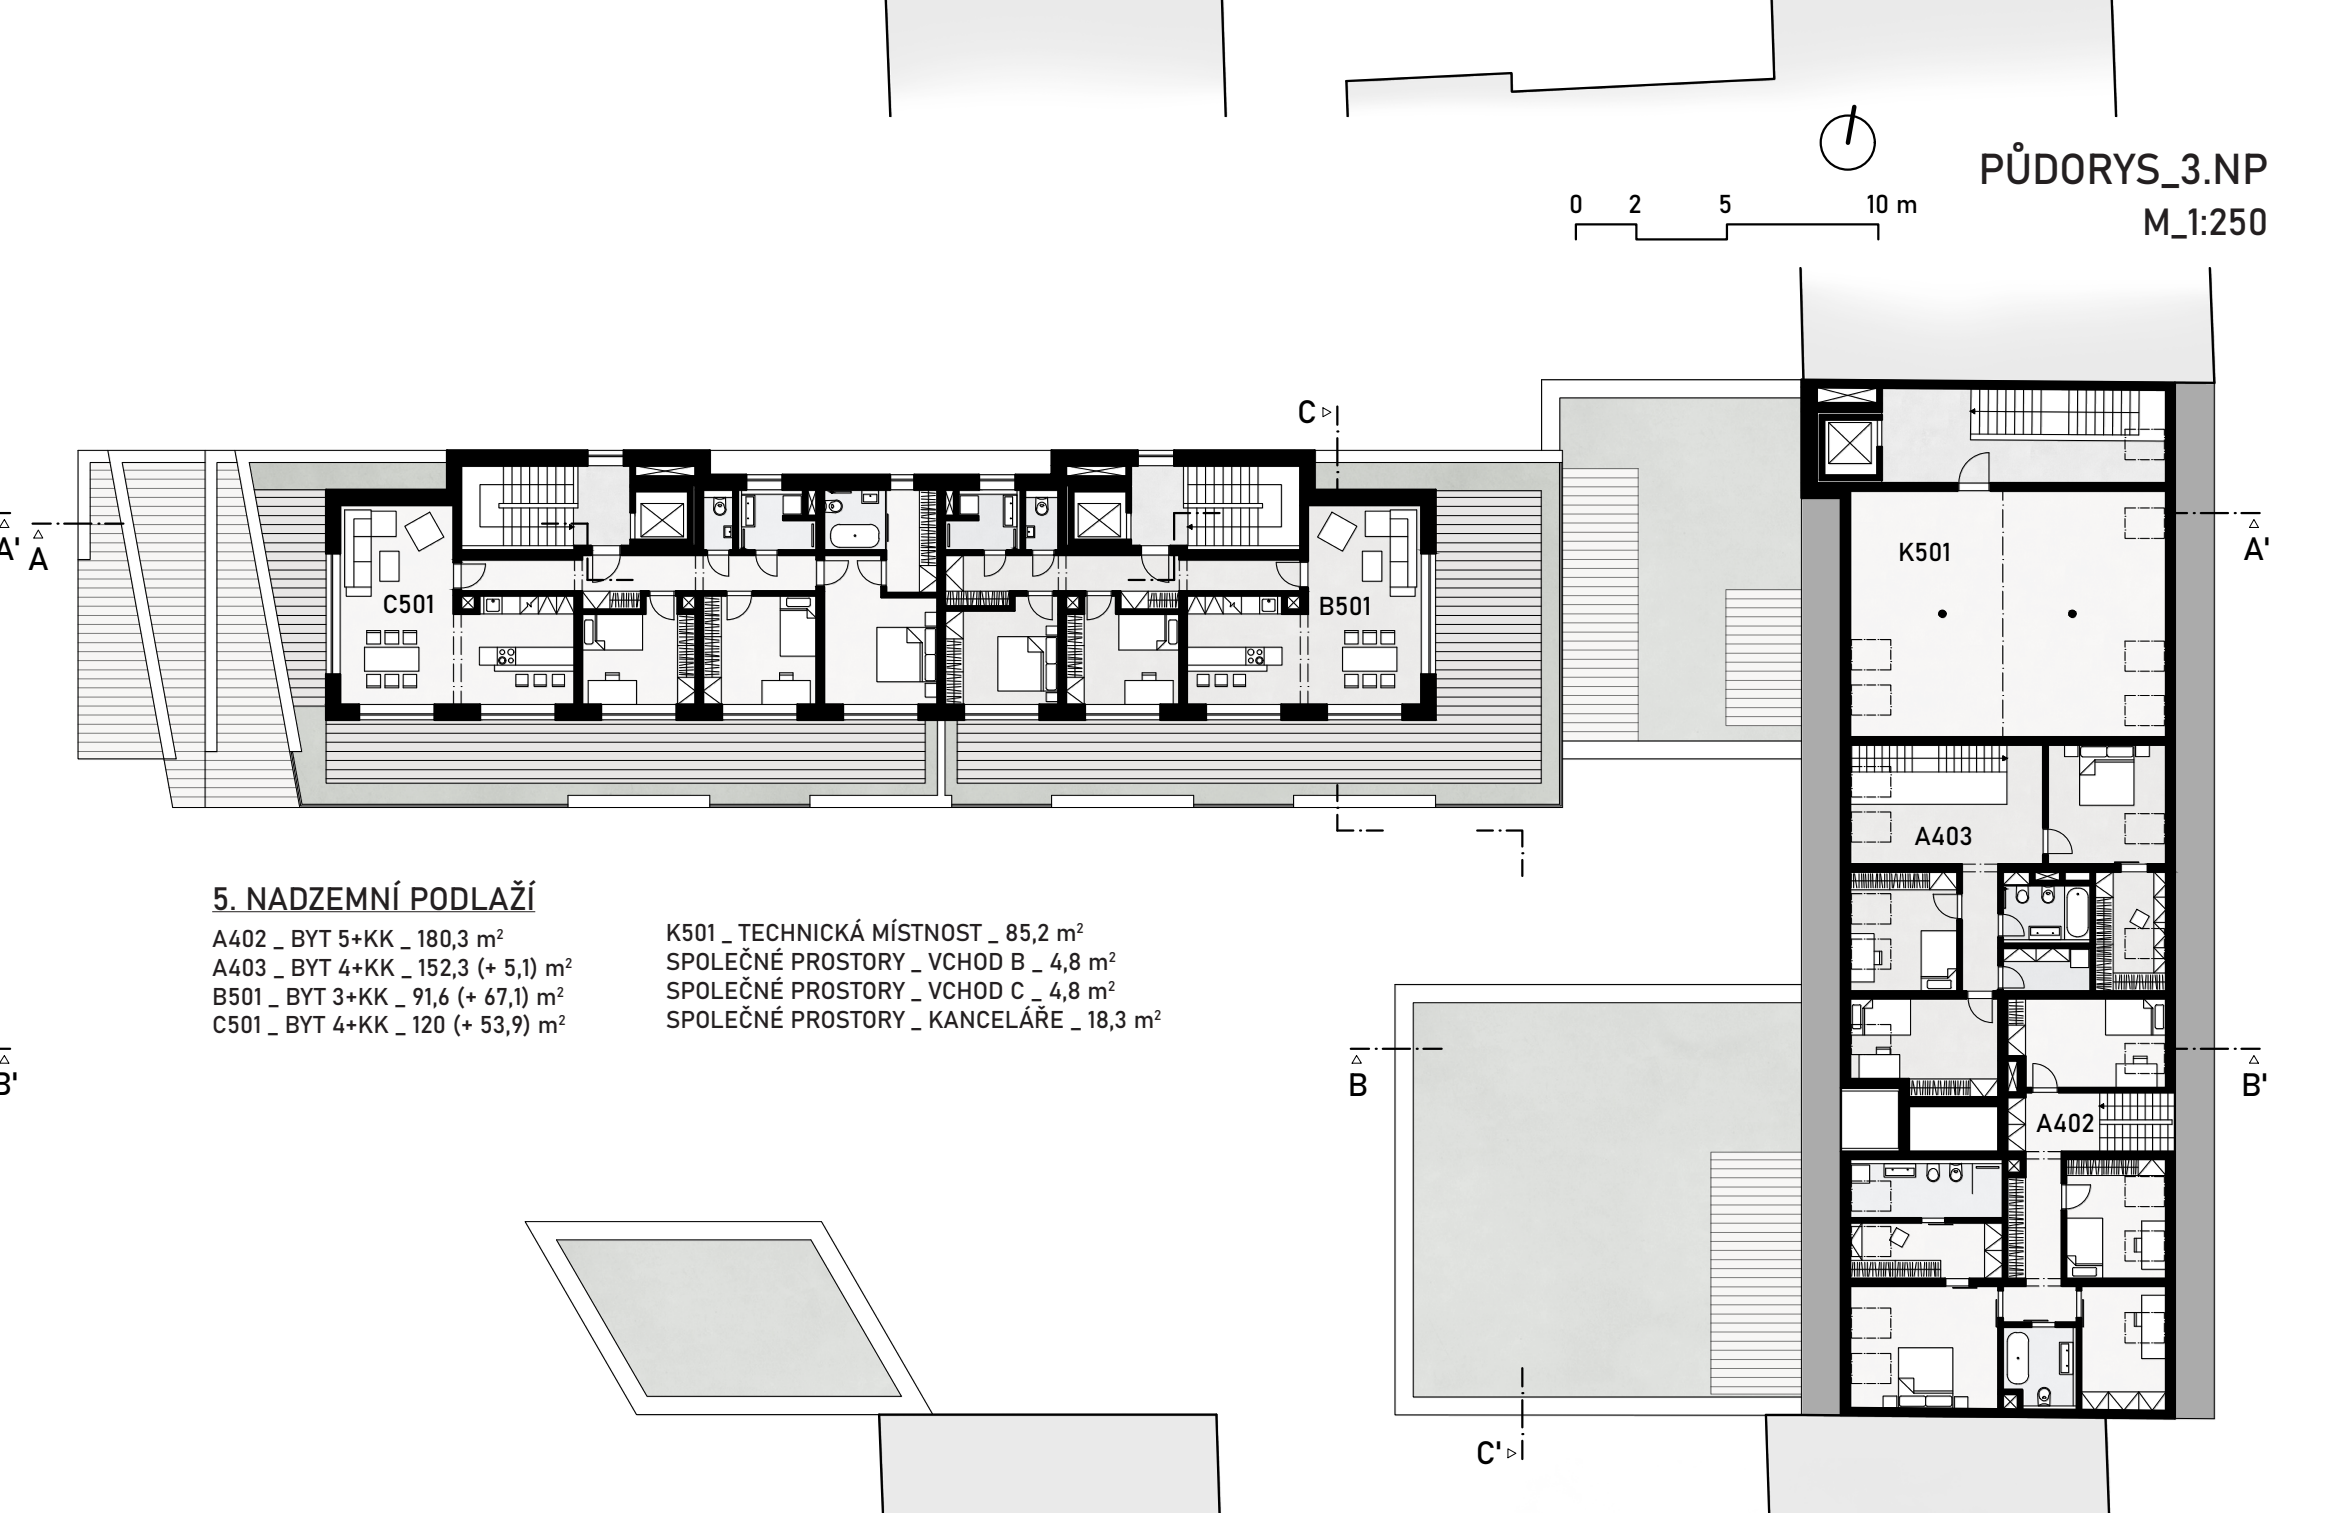 PŮDORYS_3.NP
M_1:250
0 2 5 10 m
C
A' A
C501
B501
K501
A'
A403
5. NADZEMNÍ PODLAŽÍ
A402 _ BYT 5+KK _ 180,3 m²
A403 _ BYT 4+KK _ 152,3 (+ 5,1) m²
B501 _ BYT 3+KK _ 91,6 (+ 67,1) m²
C501 _ BYT 4+KK _ 120 (+ 53,9) m²
K501 _ TECHNICKÁ MÍSTNOST _ 85,2 m²
SPOLEČNÉ PROSTORY _ VCHOD B _ 4,8 m²
SPOLEČNÉ PROSTORY _ VCHOD C _ 4,8 m²
SPOLEČNÉ PROSTORY _ KANCELÁŘE _ 18,3 m²
B'
B
B'
A402
C'